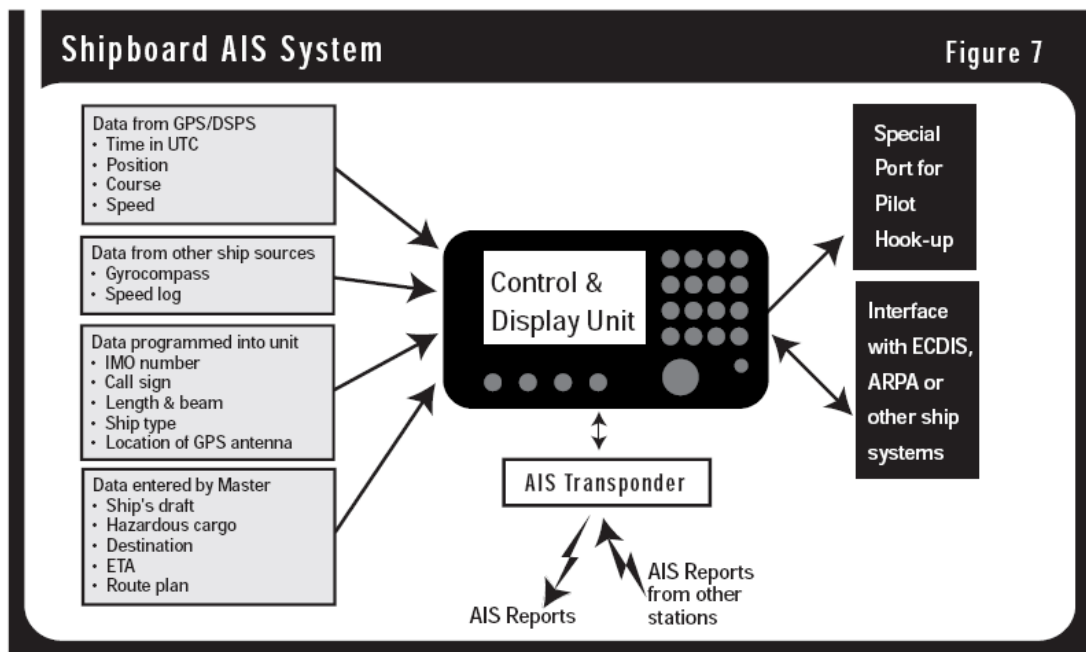 Shipboard AIS System
Figure 7
Data from GPS/DSPS
• Time in UTC
• Position
• Course
• Speed
Data from other ship sources
• Gyrocompass
• Speed log
Data programmed into unit
• IMO number
• Call sign
• Length & beam
• Ship type
• Location of GPS antenna
Data entered by Master
• Ship's draft
• Hazardous cargo
• Destination
• ETA
• Route plan
Control &
Display Unit
AIS Transponder
AIS Reports
AIS Reports
from other
stations
Special
Port for
Pilot
Hook-up
Interface
with ECDIS,
ARPA or
other ship
systems